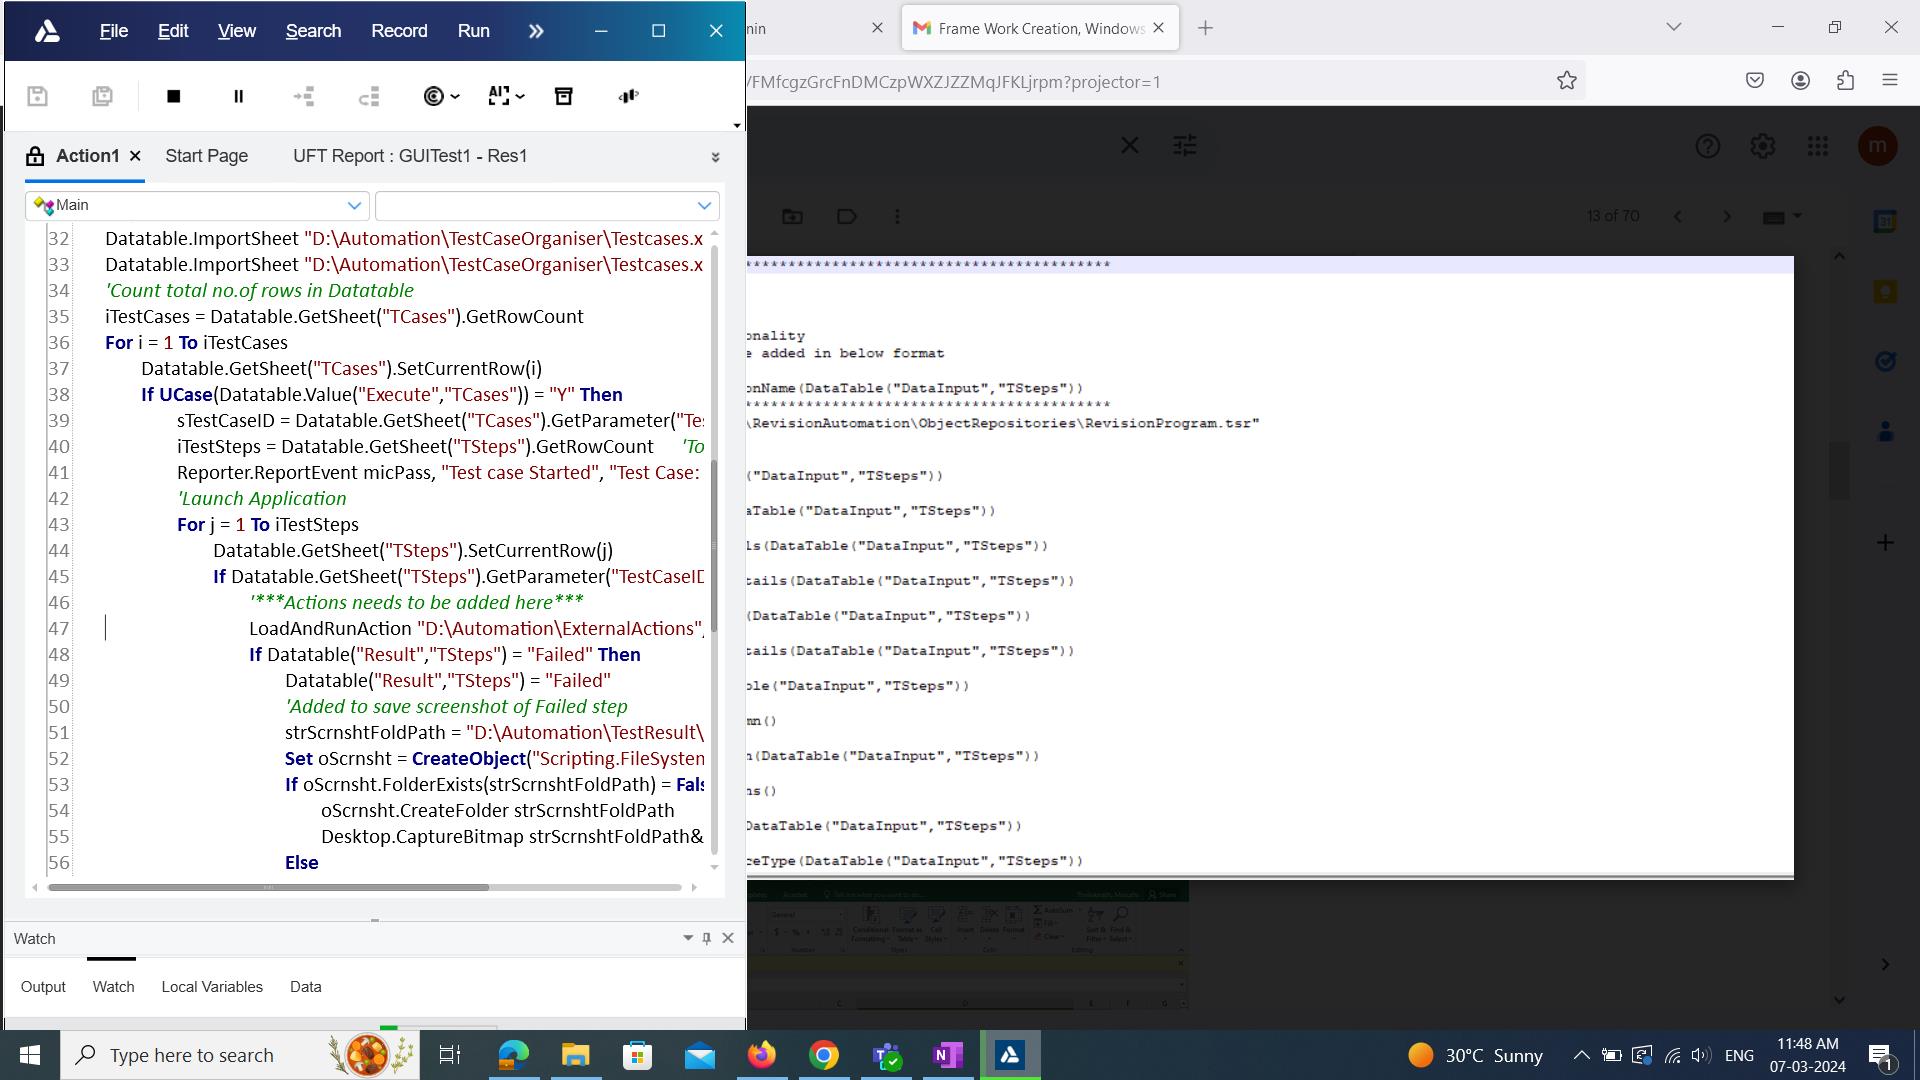 File Edit View Search Record Run »
Action1 × Start Page UFT Report : GUITest1 - Res1
Main
32 Datatable.ImportSheet "D:\Automation\TestCaseOrganiser\Testcases.x
33 Datatable.ImportSheet "D:\Automation\TestCaseOrganiser\Testcases.x
34 'Count total no.of rows in Datatable
35 iTestCases = Datatable.GetSheet("TCases").GetRowCount
36 For i = 1 To iTestCases
37 Datatable.GetSheet("TCases").SetCurrentRow(i)
38 If UCase(Datatable.Value("Execute","TCases")) = "Y" Then
39 sTestCaseID = Datatable.GetSheet("TCases").GetParameter("Te
40 iTestSteps = Datatable.GetSheet("TSteps").GetRowCount 'To
41 Reporter.ReportEvent micPass, "Test case Started", "Test Case:
42 'Launch Application
43 For j = 1 To iTestSteps
44 Datatable.GetSheet("TSteps").SetCurrentRow(j)
45 If Datatable.GetSheet("TSteps").GetParameter("TestCaseID
46 '***Actions needs to be added here***
47 LoadAndRunAction "D:\Automation\ExternalActions",
48 If Datatable("Result","TSteps") = "Failed" Then
49 Datatable("Result","TSteps") = "Failed"
50 'Added to save screenshot of Failed step
51 strScrnshtFoldPath = "D:\Automation\TestResult\
52 Set oScrnsht = CreateObject("Scripting.FileSystem
53 If oScrnsht.FolderExists(strScrnshtFoldPath) = Fals
54 oScrnsht.CreateFolder strScrnshtFoldPath
55 Desktop.CaptureBitmap strScrnshtFoldPath&
56 Else
Watch
Output Watch Local Variables Data
nin Frame Work Creation, Windows
/FMfcgzGrcFnDMCzpWXZJZZMqJFKLjrpm?projector=1
m
13 of 70
******************************************
onality
e added in below format
onName(DataTable("DataInput","TSteps"))
******************************************
\RevisionAutomation\ObjectRepositories\RevisionProgram.tsr"
("DataInput","TSteps"))
aTable("DataInput","TSteps"))
ls(DataTable("DataInput","TSteps"))
tails(DataTable("DataInput","TSteps"))
(DataTable("DataInput","TSteps"))
tails(DataTable("DataInput","TSteps"))
ble("DataInput","TSteps"))
mn()
n(DataTable("DataInput","TSteps"))
ns()
DataTable("DataInput","TSteps"))
ceType(DataTable("DataInput","TSteps"))
Type here to search
30°C Sunny
ENG
11:48 AM
07-03-2024
1